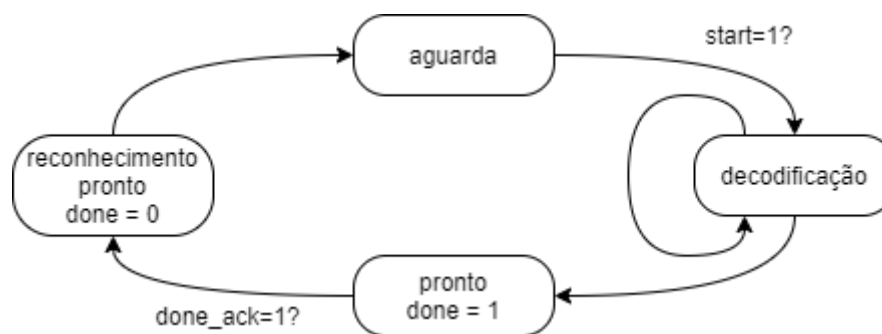 aguarda
start=1?
reconhecimento
pronto
done = 0
decodificação
pronto
done = 1
done_ack=1?